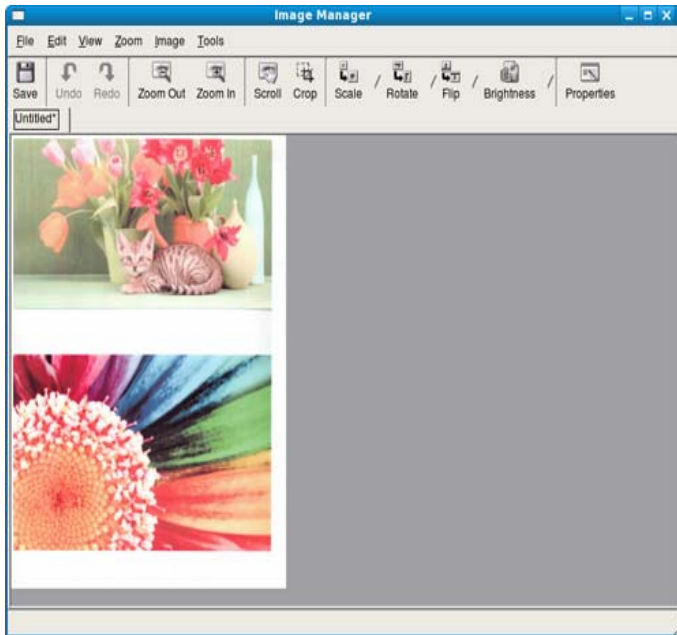 Image Manager
File Edit View Zoom Image Tools
Save Undo Redo Zoom Out Zoom In Scroll Crop Scale / Rotate / Flip / Brightness / Properties
Untitled*